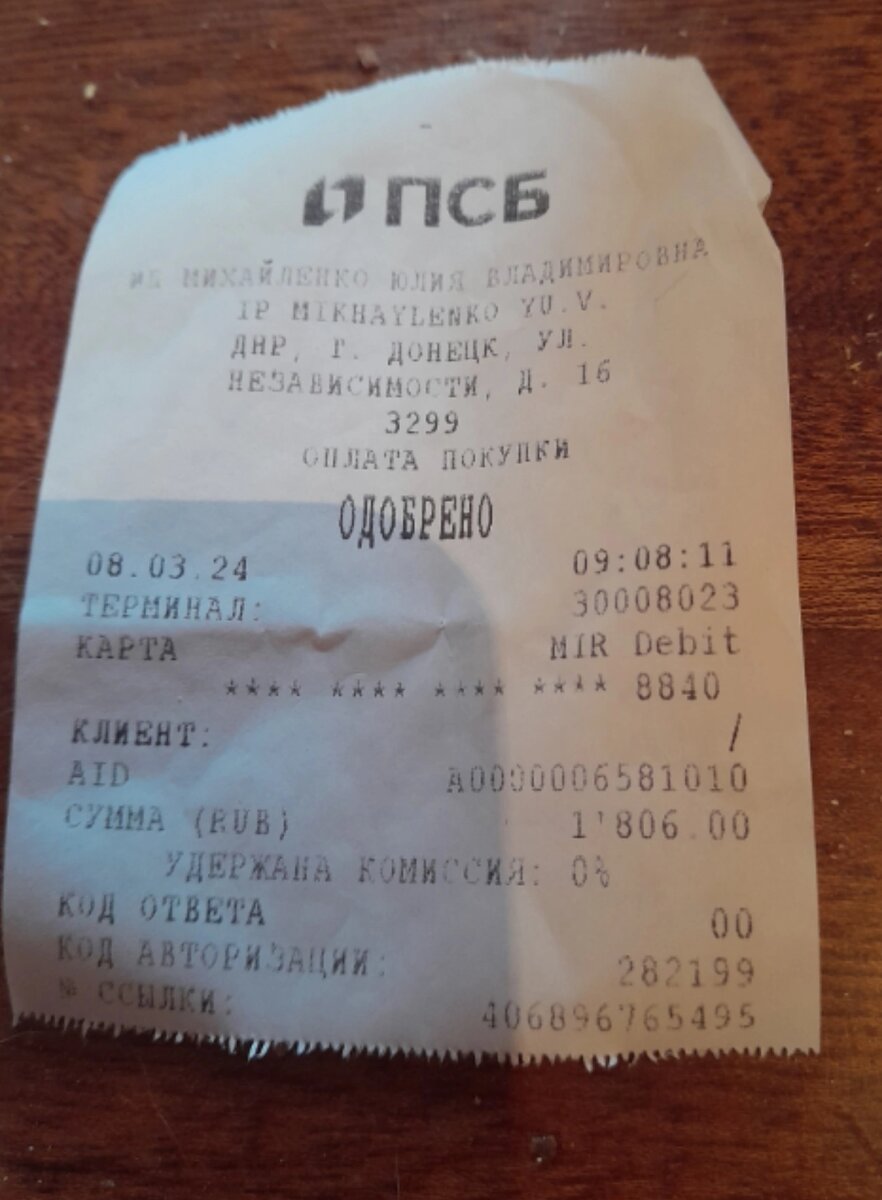 ПСБ
ИП МИХАЙЛЕНКО ЮЛИЯ ВЛАДИМИРОВНА
IP MIKHAYLENKO YU.V.
ДНР, Г. ДОНЕЦК, УЛ.
НЕЗАВИСИМОСТИ, Д. 16
3299
ОПЛАТА ПОКУПКИ
ОДОБРЕНО
08.03.24 09:08:11
ТЕРМИНАЛ: 30008023
КАРТА MIR Debit
**** **** **** **** 8840
КЛИЕНТ: /
AID A0000006581010
СУММА (RUB) 1'806.00
УДЕРЖАНА КОМИССИЯ: 0%
КОД ОТВЕТА 00
КОД АВТОРИЗАЦИИ: 282199
№ ССЫЛКИ: 406896765495